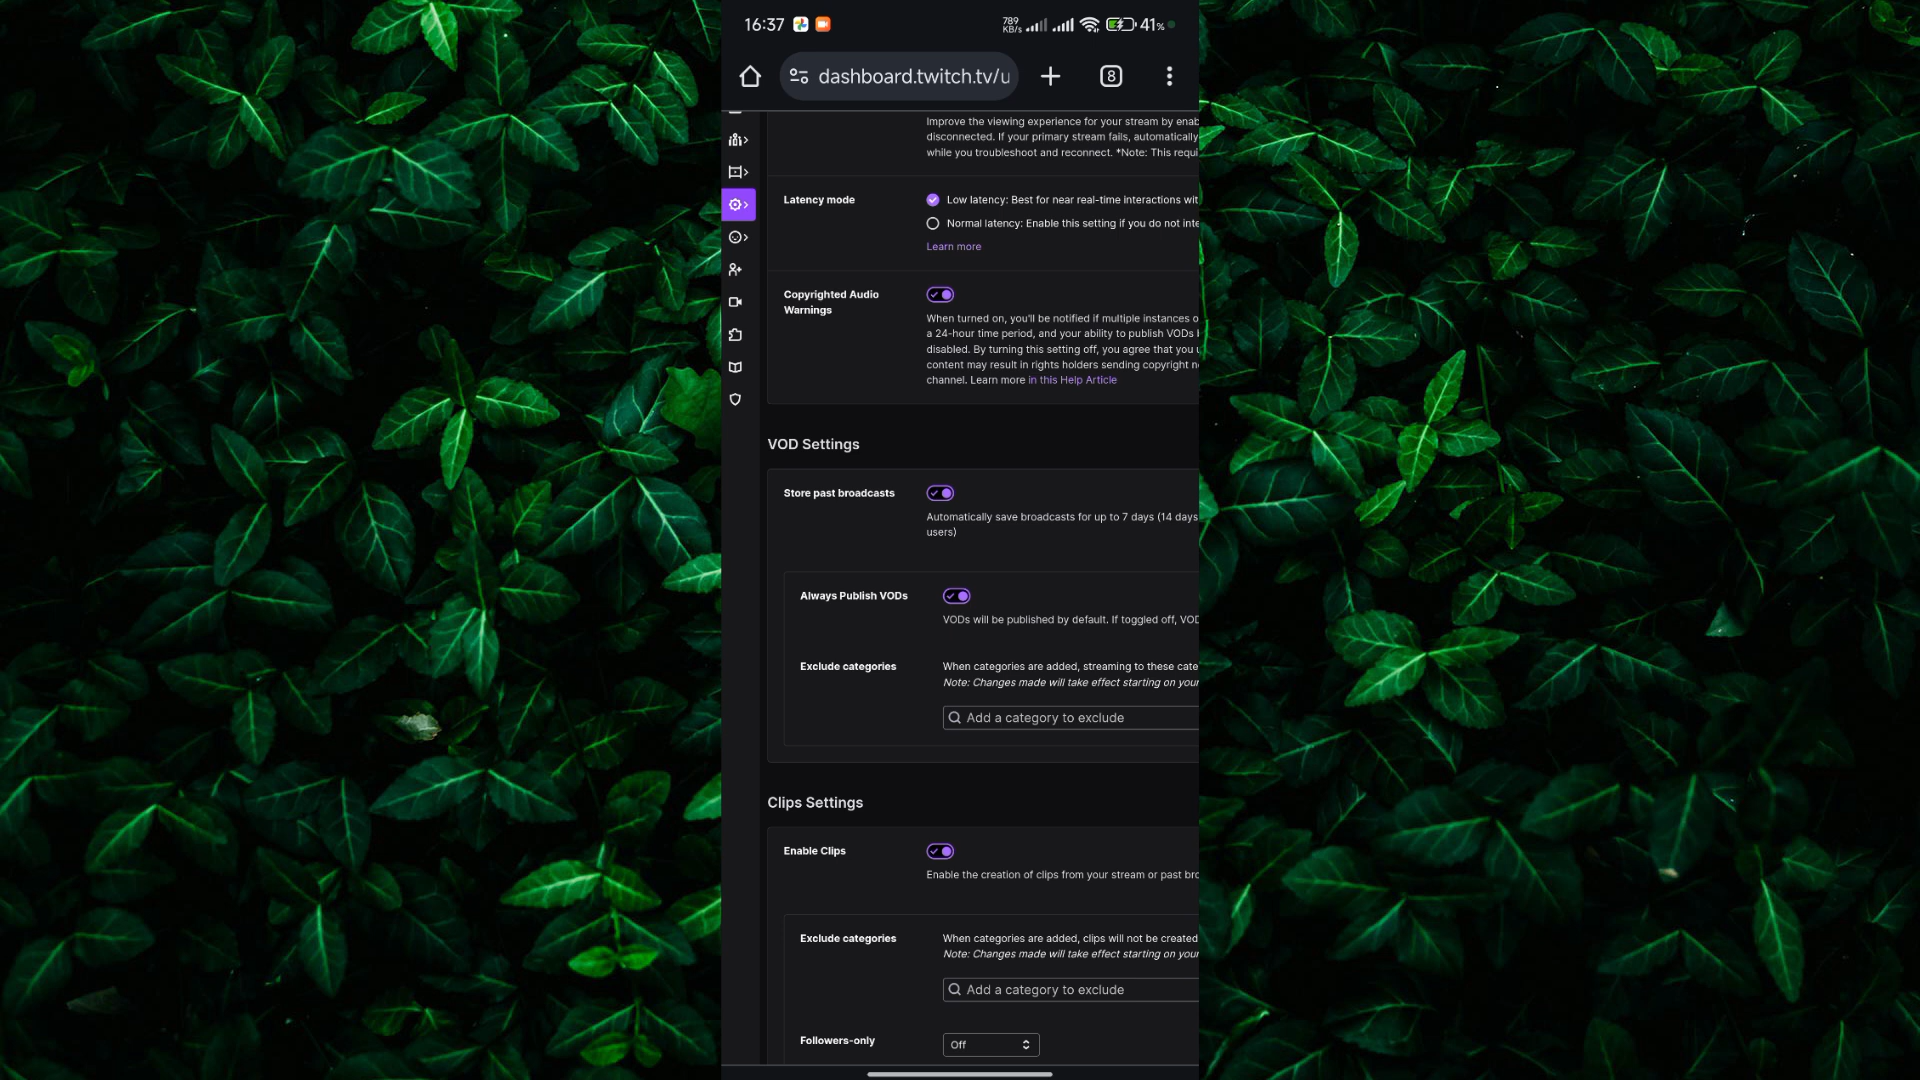 16:37
789
KB/s
41%
dashboard.twitch.tv/u
8
Improve the viewing experience for your stream by enab
disconnected. If your primary stream fails, automatically
while you troubleshoot and reconnect. *Note: This requi
Latency mode
Low latency: Best for near real-time interactions wit
Normal latency: Enable this setting if you do not inte
Learn more
Copyrighted Audio
Warnings
When turned on, you'll be notified if multiple instances o
a 24-hour time period, and your ability to publish VODs
disabled. By turning this setting off, you agree that you
content may result in rights holders sending copyright n
channel. Learn more in this Help Article
VOD Settings
Store past broadcasts
Automatically save broadcasts for up to 7 days (14 days
users)
Always Publish VODs
VODs will be published by default. If toggled off, VOD
Exclude categories
When categories are added, streaming to these cate
Note: Changes made will take effect starting on your
Add a category to exclude
Clips Settings
Enable Clips
Enable the creation of clips from your stream or past bro
Exclude categories
When categories are added, clips will not be created
Note: Changes made will take effect starting on your
Add a category to exclude
Followers-only
Off